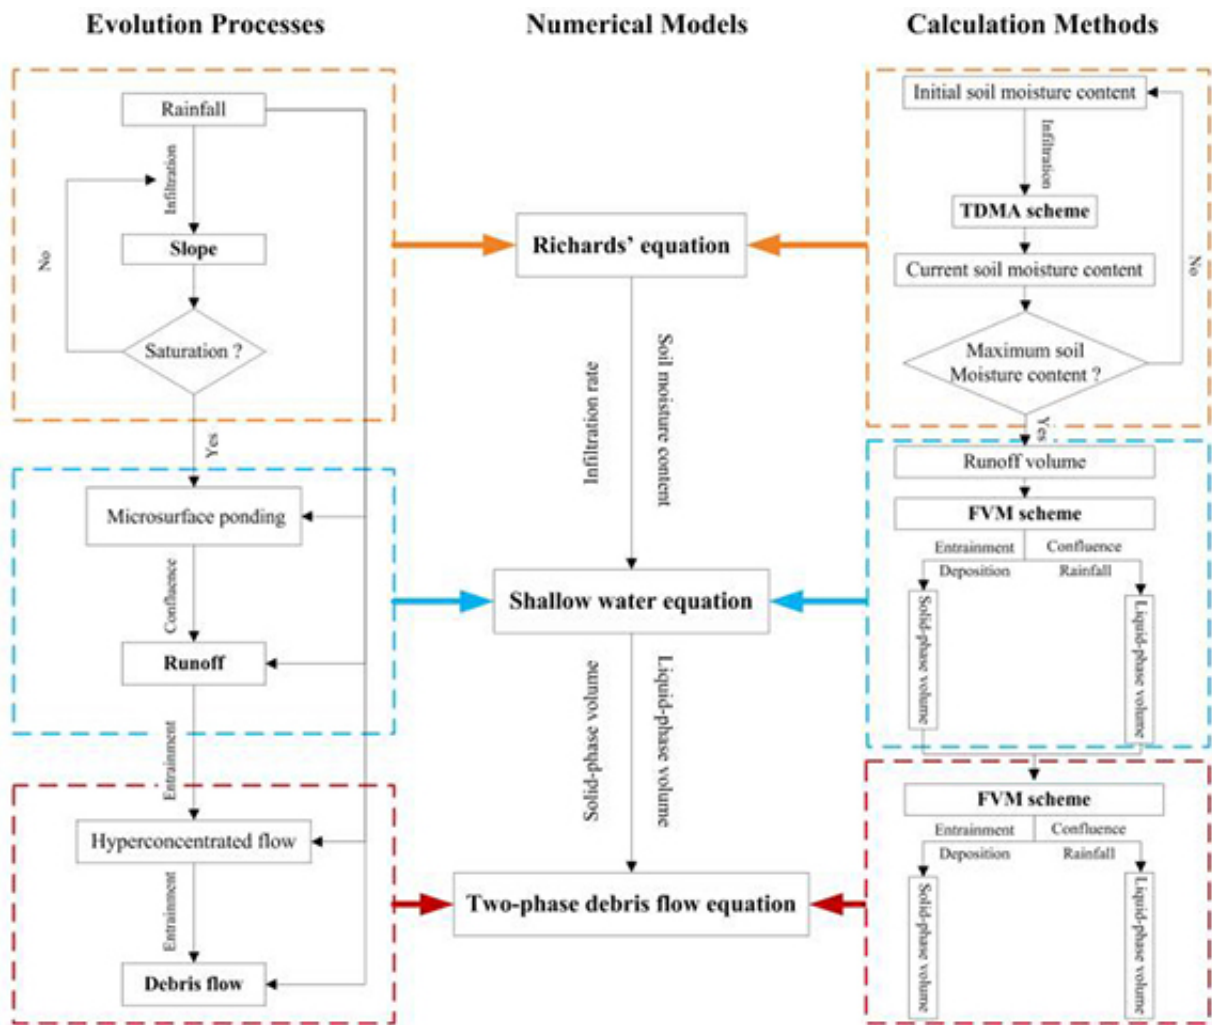 Evolution Processes
Numerical Models
Calculation Methods
Rainfall
Infiltration
No
Slope
Saturation ?
Yes
Microsurface ponding
Confluence
Runoff
Entrainment
Hyperconcentrated flow
Entrainment
Debris flow
Richards’ equation
Infiltration rate
Soil moisture content
Shallow water equation
Solid-phase volume
Liquid-phase volume
Two-phase debris flow equation
Initial soil moisture content
Infiltration
TDMA scheme
Current soil moisture content
No
Maximum soil
Moisture content ?
Yes
Runoff volume
FVM scheme
Entrainment
Confluence
Deposition
Rainfall
Solid-phase volume
Liquid-phase volume
FVM scheme
Entrainment
Confluence
Deposition
Rainfall
Solid-phase volume
Liquid-phase volume